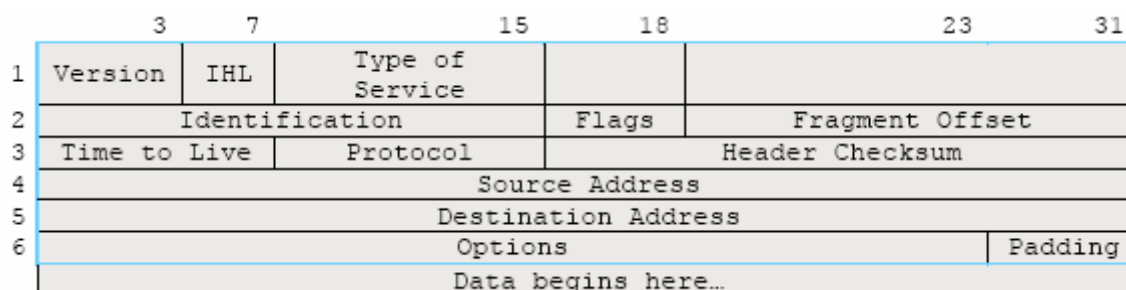 3 7 15 18 23 31
1 Version IHL Type of
Service
2 Identification Flags Fragment Offset
3 Time to Live Protocol Header Checksum
4 Source Address
5 Destination Address
6 Options Padding
Data begins here…